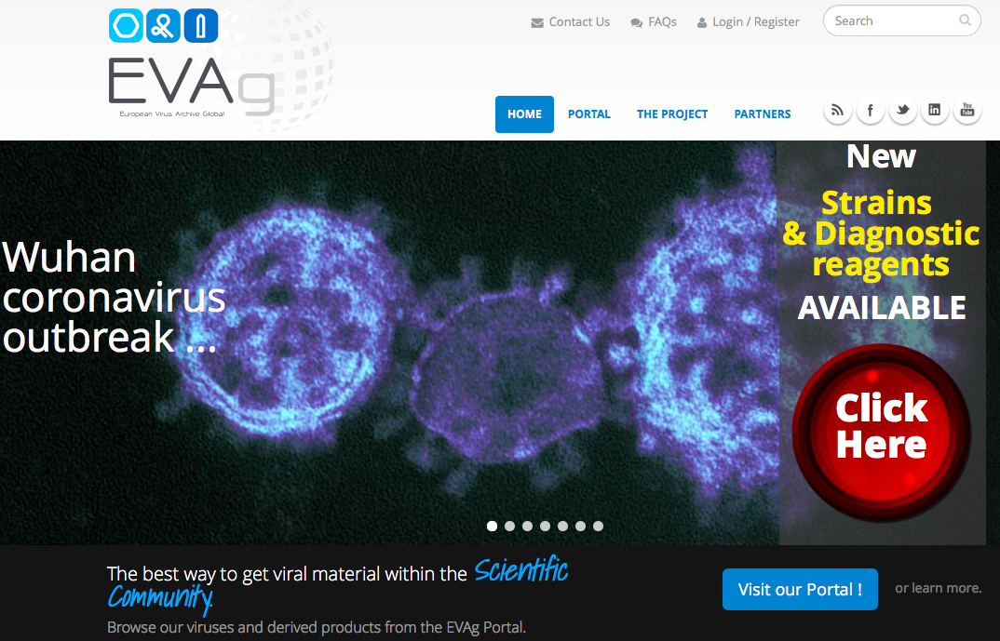 Contact Us
FAQs
Login / Register
Search
EVAg
European Virus Archive Global
HOME
PORTAL
THE PROJECT
PARTNERS
You
Tube
Wuhan
coronavirus
outbreak ...
New
Strains
& Diagnostic
reagents
AVAILABLE
Click
Here
The best way to get viral material within the Scientific
Community.
Browse our viruses and derived products from the EVAg Portal.
Visit our Portal !
or learn more.